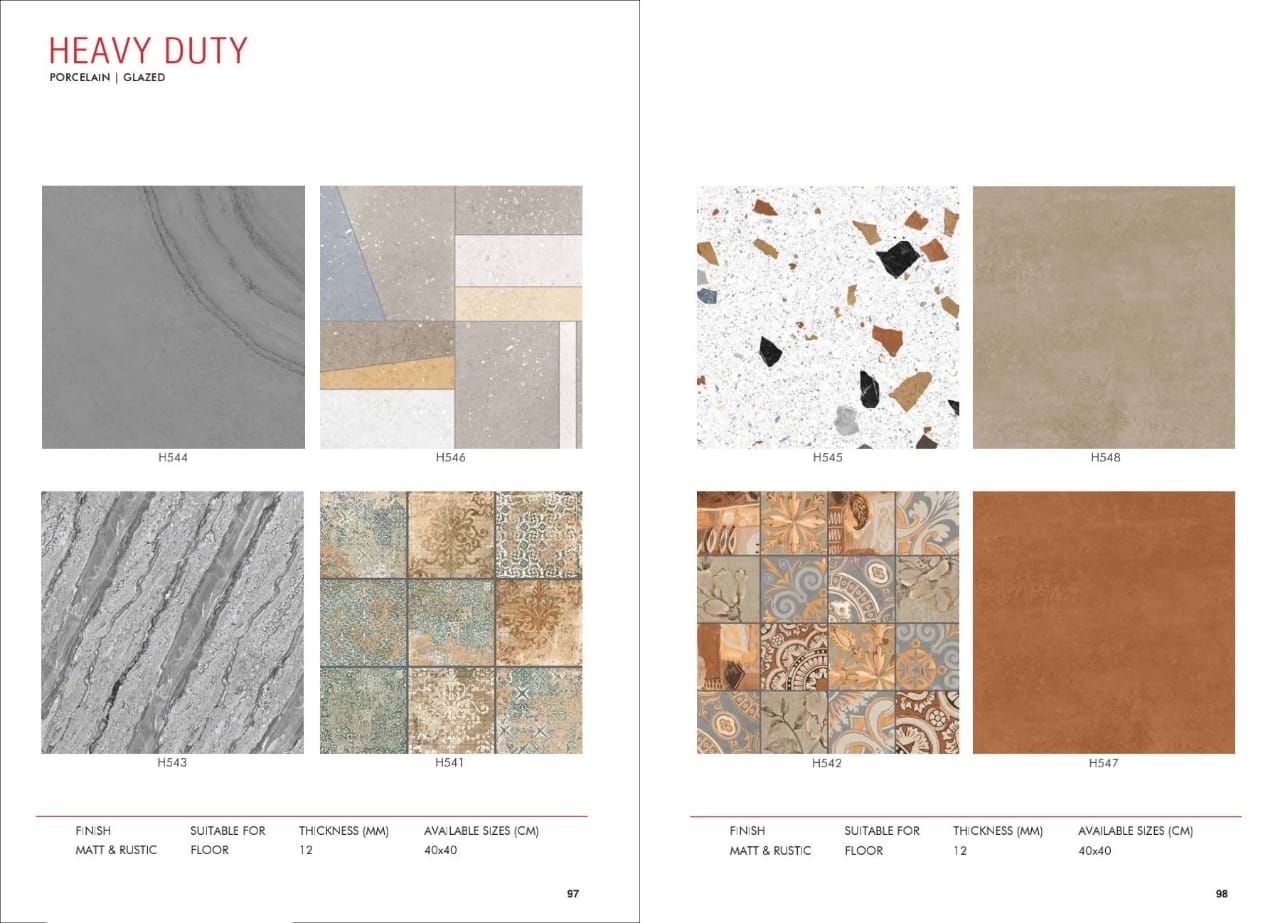 HEAVY DUTY
PORCELAIN | GLAZED
H544
H546
H543
H541
FINISH SUITABLE FOR THICKNESS (MM) AVAILABLE SIZES (CM)
MATT & RUSTIC FLOOR 12 40x40
97
H545
H548
H542
H547
FINISH SUITABLE FOR THICKNESS (MM) AVAILABLE SIZES (CM)
MATT & RUSTIC FLOOR 12 40x40
98